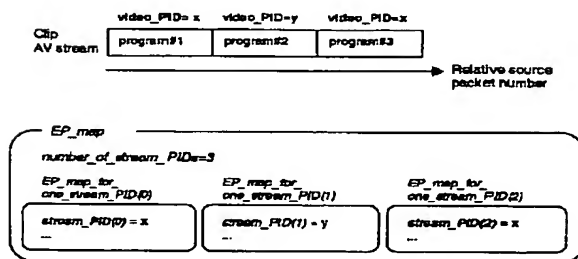 video_PID= x video_PID=y video_PID=x
Clip
AV stream
program#1 program#2 program#3
Relative source
packet number
EP_map
number_of_stream_PIDs=3
EP_map_for_
one_stream_PID(0)
EP_map_for_
one_stream_PID(1)
EP_map_for_
one_stream_PID(2)
stream_PID(0) = x
...
stream_PID(1) = y
...
stream_PID(2) = x
...